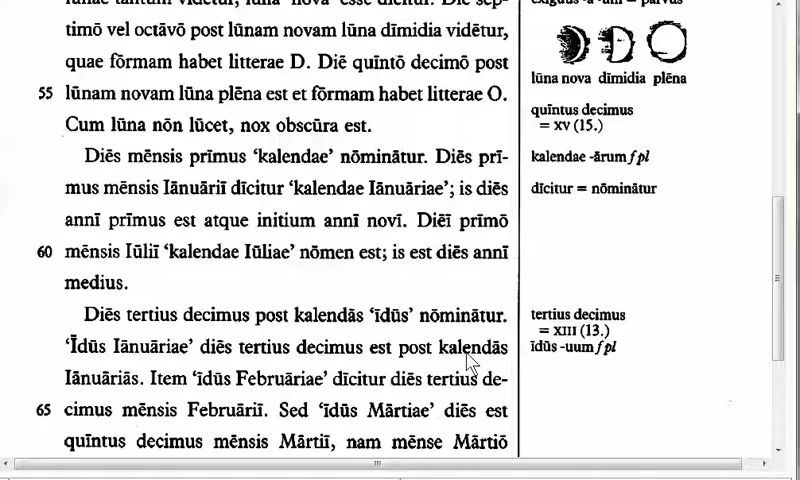 timō vel octāvō post lūnam novam lūna dīmidia vidētur,
quae fōrmam habet litterae D. Diē quīntō decimō post
55 lūnam novam lūna plēna est et fōrmam habet litterae O.
Cum lūna nōn lūcet, nox obscūra est.
Diēs mēnsis prīmus ‘kalendae’ nōminātur. Diēs prī-
mus mēnsis Iānuāriī dīcitur ‘kalendae Iānuāriae’; is diēs
annī prīmus est atque initium annī novī. Diēī prīmō
60 mēnsis Iūliī ‘kalendae Iūliae’ nōmen est; is est diēs annī
medius.
Diēs tertius decimus post kalendās ‘īdūs’ nōminātur.
‘Īdūs Iānuāriae’ diēs tertius decimus est post kalendās
Iānuāriās. Item ‘īdūs Februāriae’ dīcitur diēs tertius de-
65 cimus mēnsis Februāriī. Sed ‘īdūs Mārtiae’ diēs est
quīntus decimus mēnsis Mārtiī, nam mēnse Mārtiō
lūna nova dīmidia plēna
quīntus decimus
= XV (15.)
kalendae -ārum f pl
dīcitur = nōminātur
tertius decimus
= XIII (13.)
īdūs -uum f pl